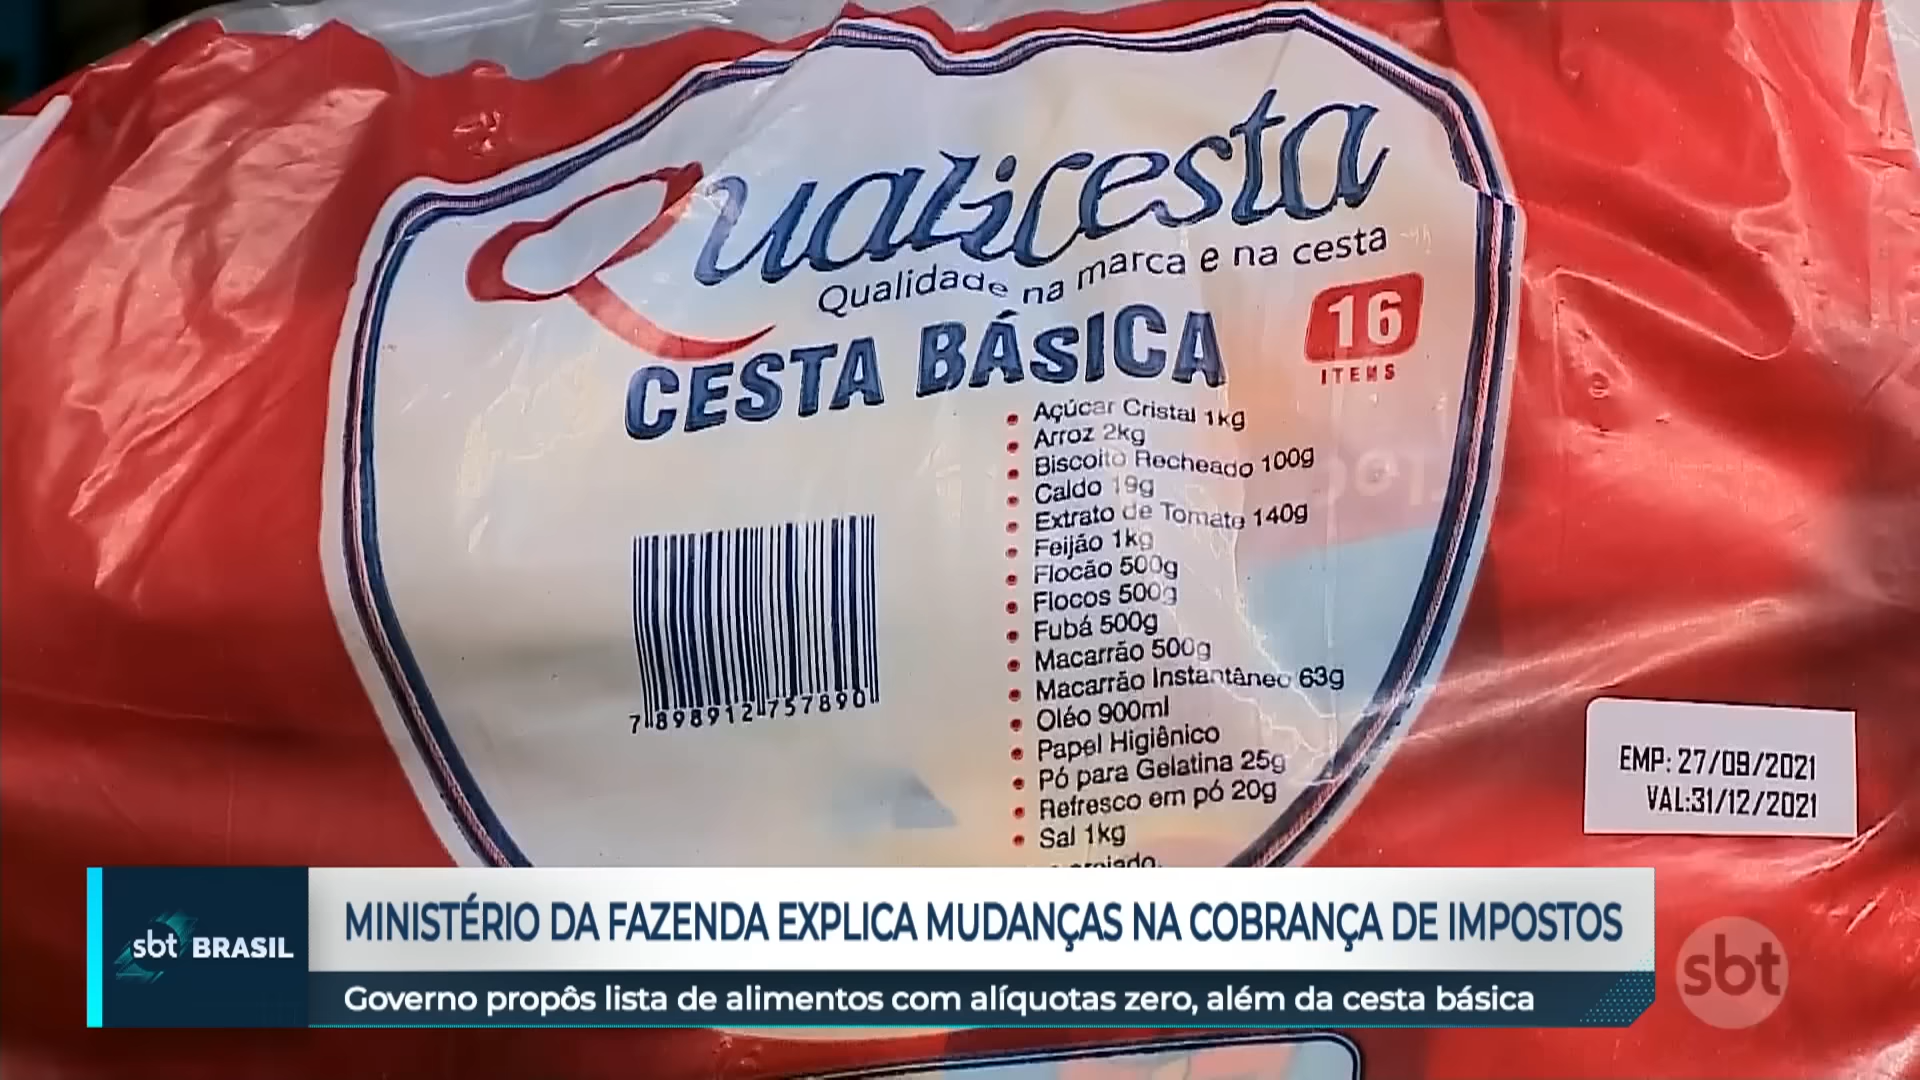 Qualicesta
Qualidade na marca e na cesta
CESTA BÁSICA
16
ITENS
Açúcar Cristal 1kg
Arroz 2kg
Biscoito Recheado 100g
Caldo 19g
Extrato de Tomate 140g
Feijão 1kg
Flocão 500g
Flocos 500g
Fubá 500g
Macarrão 500g
Macarrão Instantâneo 63g
Oléo 900ml
Papel Higiênico
Pó para Gelatina 25g
Refresco em pó 20g
Sal 1kg
7 898912 757890
EMP: 27/09/2021
VAL:31/12/2021
sbt BRASIL
MINISTÉRIO DA FAZENDA EXPLICA MUDANÇAS NA COBRANÇA DE IMPOSTOS
Governo propôs lista de alimentos com alíquotas zero, além da cesta básica
sbt